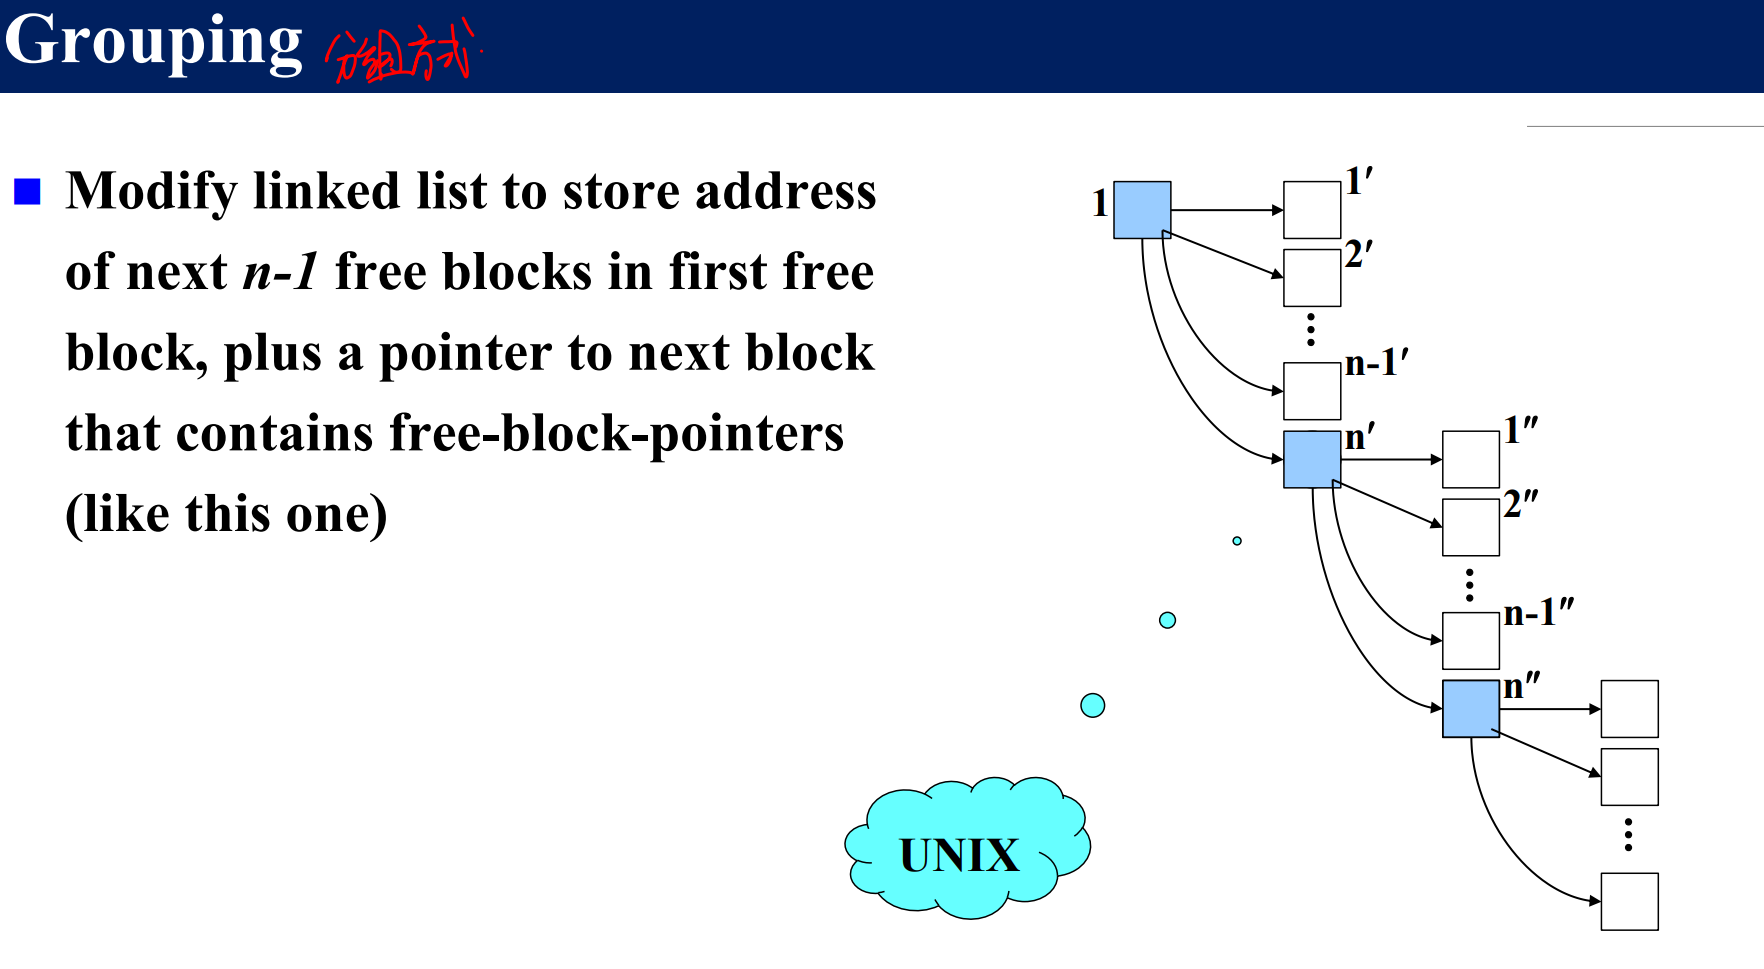 Grouping 分组方式
Modify linked list to store address
of next n-1 free blocks in first free
block, plus a pointer to next block
that contains free-block-pointers
(like this one)
1
1′
2′
n-1′
n′
1″
2″
n-1″
n″
UNIX